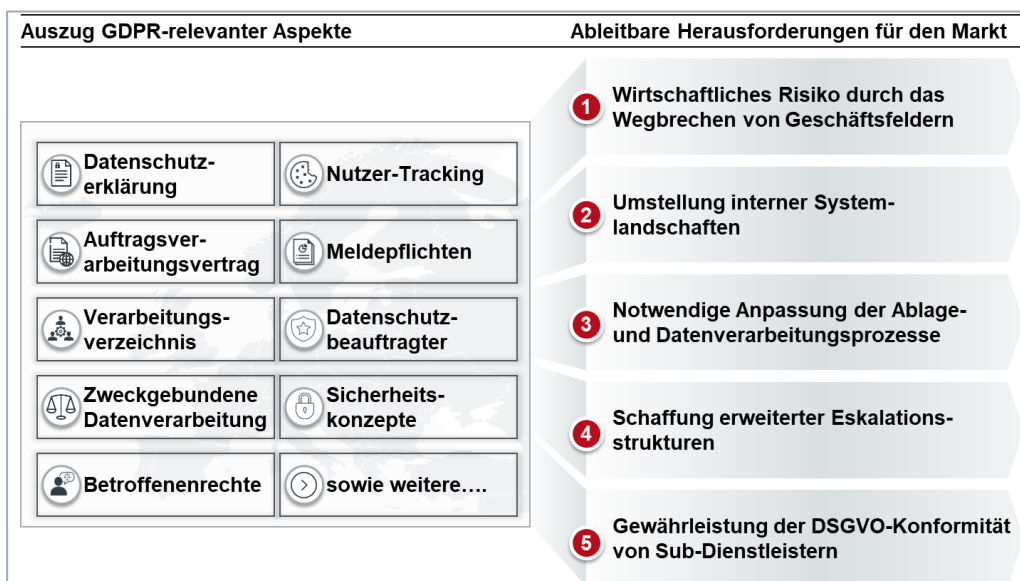 Auszug GDPR-relevanter Aspekte
Ableitbare Herausforderungen für den Markt
Datenschutz-
erklärung
Nutzer-Tracking
Auftragsver-
arbeitungsvertrag
Meldepflichten
Verarbeitungs-
verzeichnis
Datenschutz-
beauftragter
Zweckgebundene
Datenverarbeitung
Sicherheits-
konzepte
Betroffenenrechte
sowie weitere....
1
Wirtschaftliches Risiko durch das
Wegbrechen von Geschäftsfeldern
2
Umstellung interner System-
landschaften
3
Notwendige Anpassung der Ablage-
und Datenverarbeitungsprozesse
4
Schaffung erweiterter Eskalations-
strukturen
5
Gewährleistung der DSGVO-Konformität
von Sub-Dienstleistern